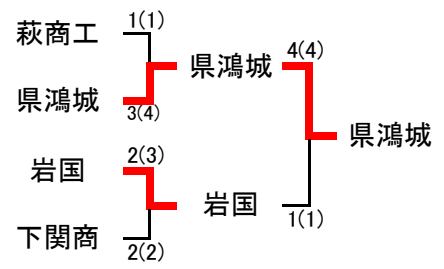 1(1)
萩商工
県鴻城
4(4)
県鴻城
3(4)
県鴻城
2(3)
岩国
岩国
1(1)
下関商
2(2)